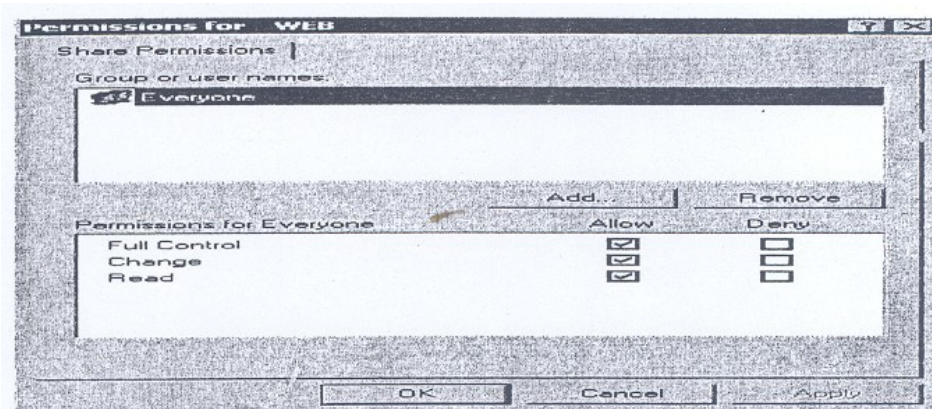 Permissions for WEB
Share Permissions
Group or user names:
Everyone
Add... Remove
Permissions for Everyone Allow Deny
Full Control
Change
Read
OK Cancel Apply